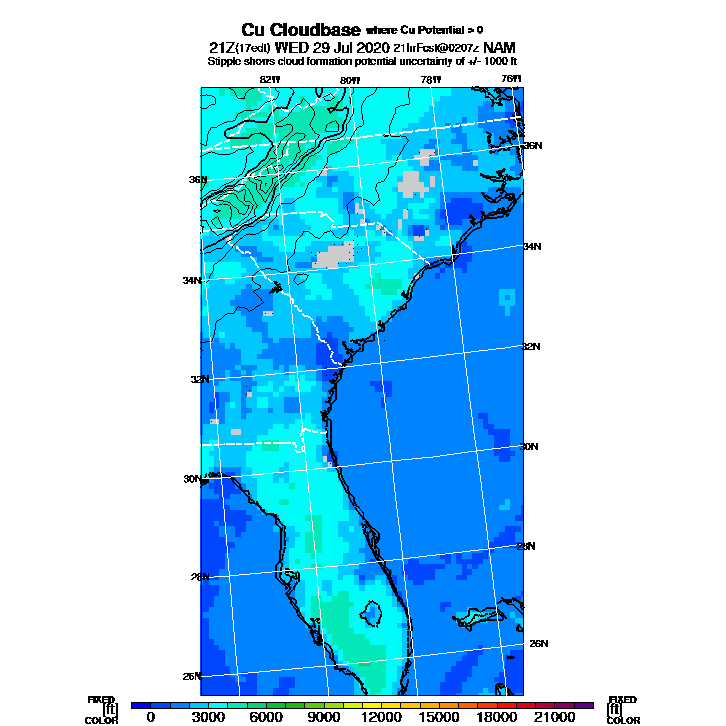 Cu Cloudbase where Cu Potential > 0
21Z(17edt) WED 29 Jul 2020 21hrFcst@0207z NAM
Stipple shows cloud formation potential uncertainty of +/- 1000 ft
82W 80W 78W 76W
36N 36N
34N 34N
32N 32N
30N 30N
28N 28N
26N 26N
FIXED FIXED
[ft] [ft]
COLOR COLOR
0 3000 6000 9000 12000 15000 18000 21000